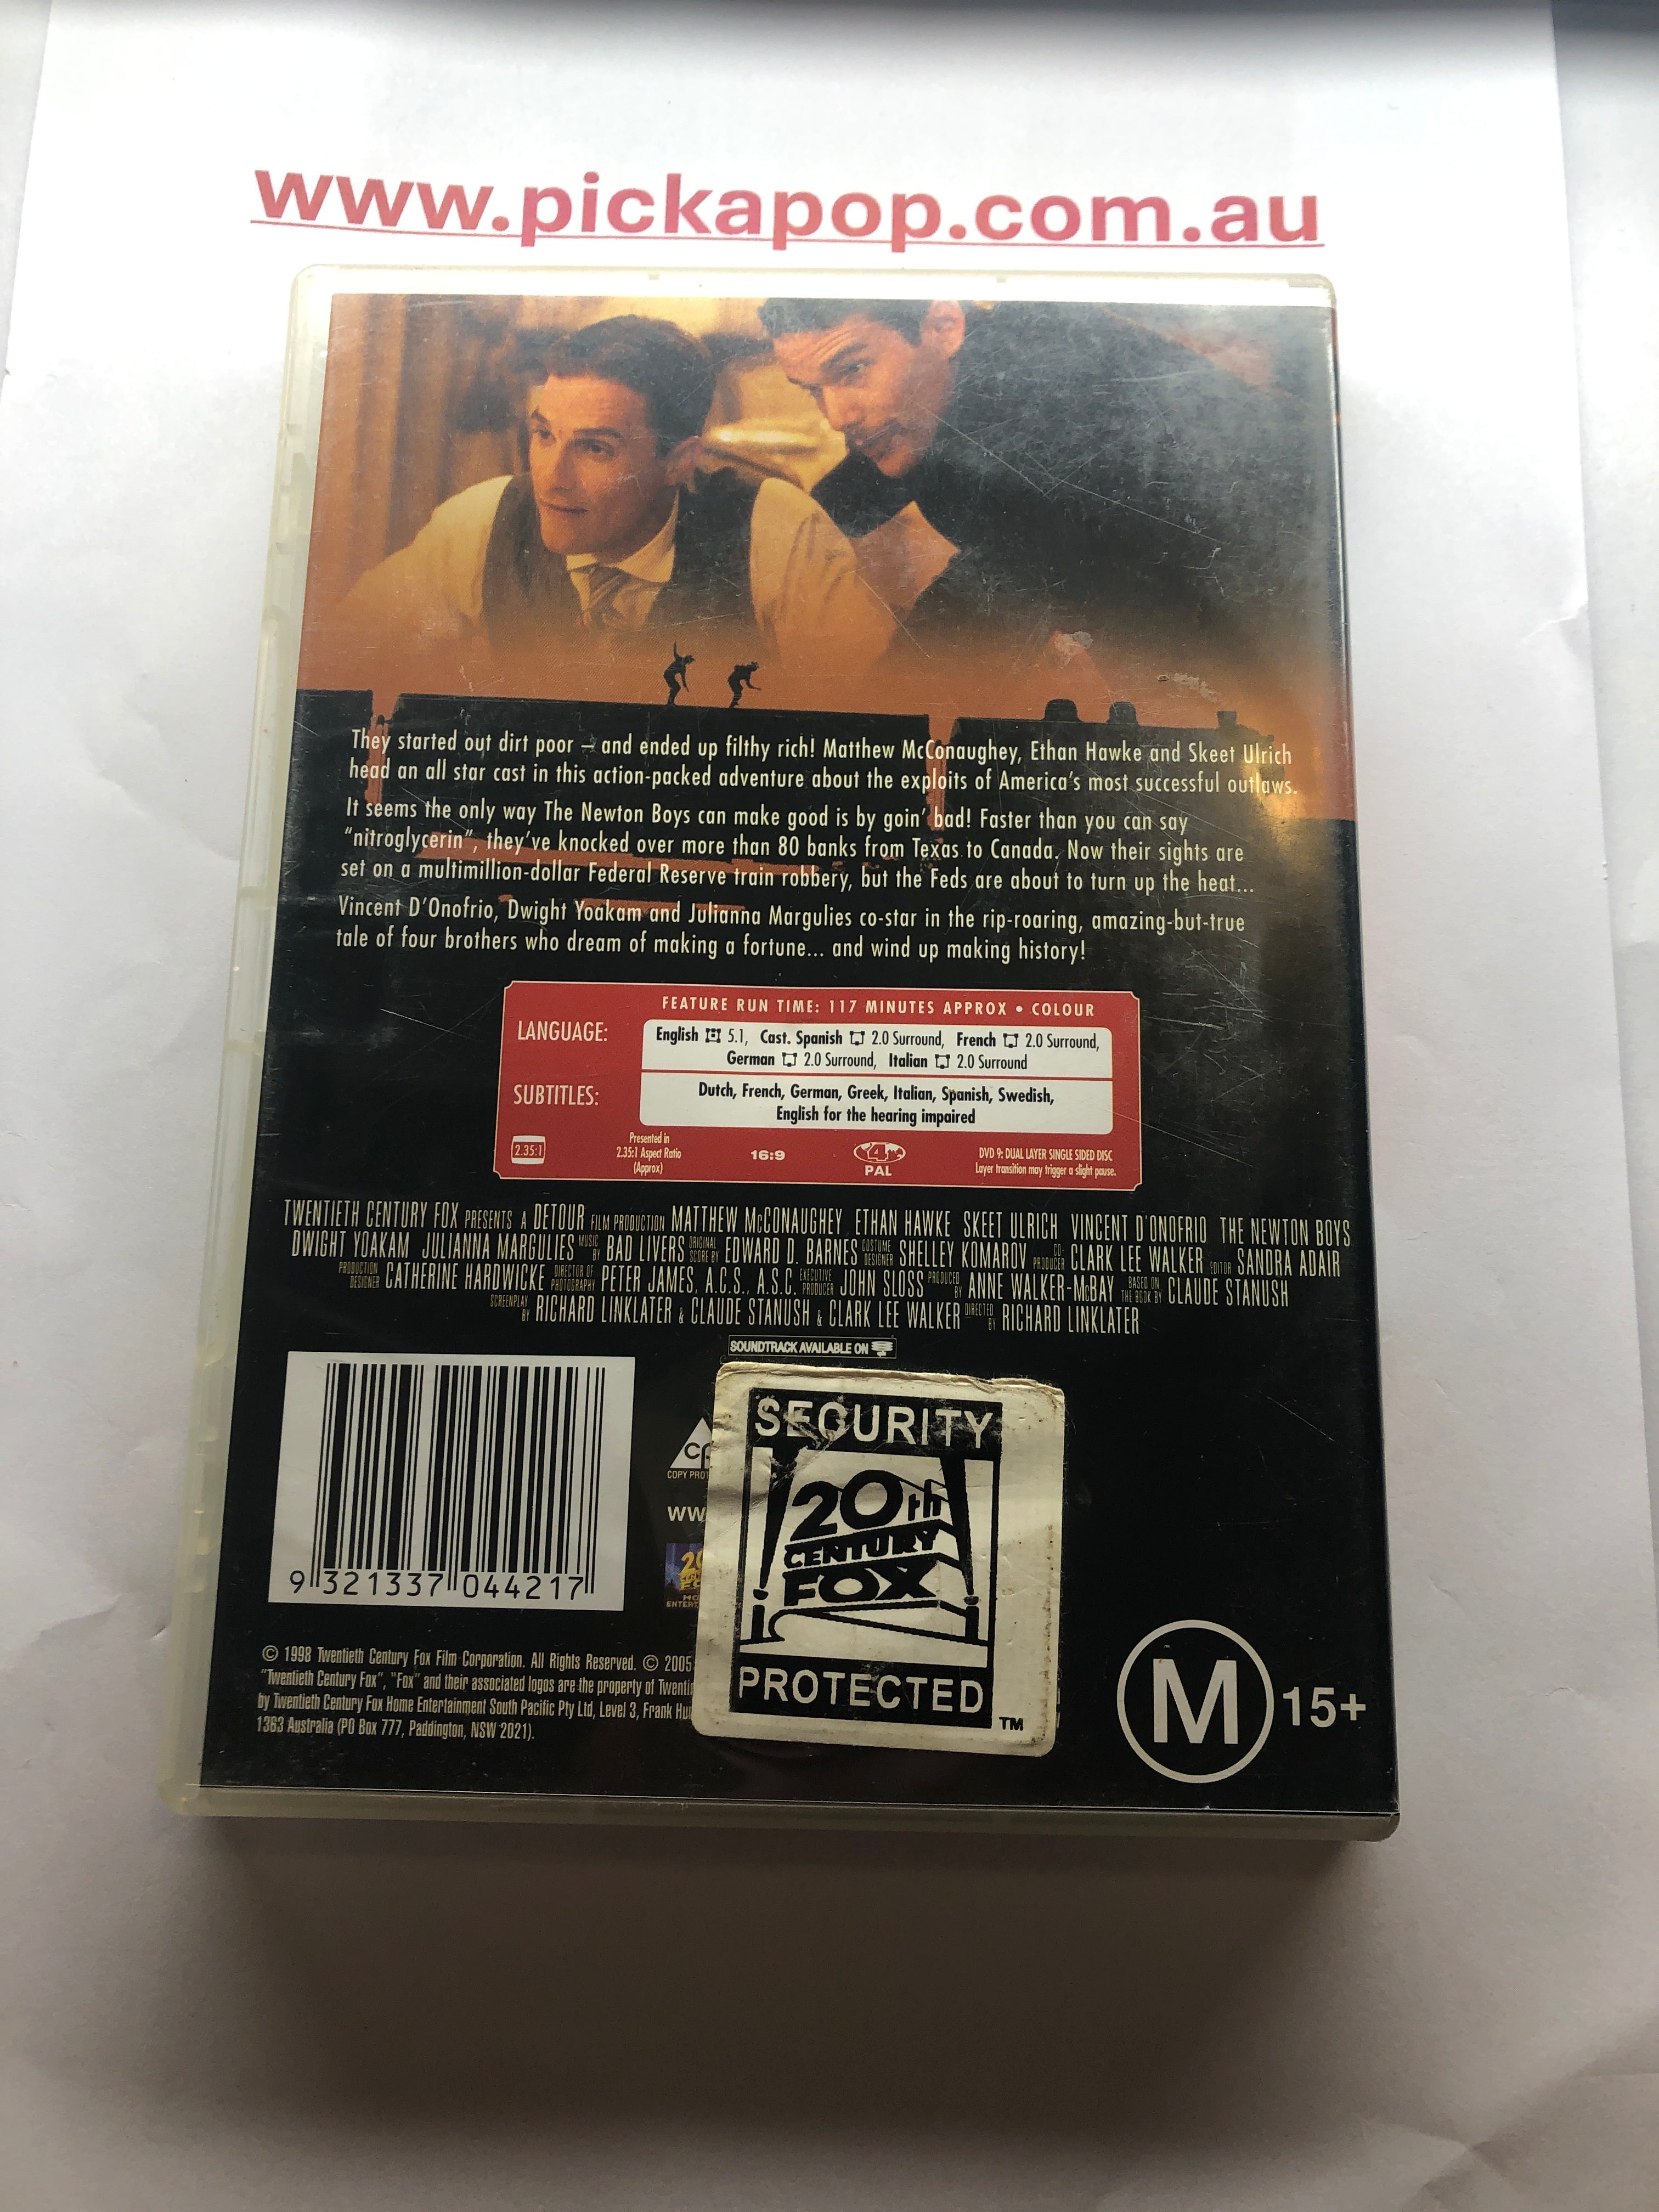 www.pickapop.com.au
They started out dirt poor – and ended up filthy rich! Matthew McConaughey, Ethan Hawke and Skeet Ulrich
head an all star cast in this action-packed adventure about the exploits of America's most successful outlaws.
It seems the only way The Newton Boys can make good is by goin' bad! Faster than you can say
"nitroglycerin", they've knocked over more than 80 banks from Texas to Canada. Now their sights are
set on a multimillion-dollar Federal Reserve train robbery, but the Feds are about to turn up the heat...
Vincent D'Onofrio, Dwight Yoakam and Julianna Margulies co-star in the rip-roaring, amazing-but-true
tale of four brothers who dream of making a fortune... and wind up making history!
FEATURE RUN TIME: 117 MINUTES APPROX • COLOUR
LANGUAGE:
English 5.1, Cast. Spanish 2.0 Surround, French 2.0 Surround,
German 2.0 Surround, Italian 2.0 Surround
SUBTITLES:
Dutch, French, German, Greek, Italian, Spanish, Swedish,
English for the hearing impaired
2.35:1
Presented in
2.35:1 Aspect Ratio
(Approx)
16:9
4
PAL
DVD 9: DUAL LAYER SINGLE SIDED DISC
Layer transition may trigger a slight pause.
TWENTIETH CENTURY FOX PRESENTS A DETOUR FILM PRODUCTION MATTHEW McCONAUGHEY ETHAN HAWKE SKEET ULRICH VINCENT D'ONOFRIO THE NEWTON BOYS
DWIGHT YOAKAM JULIANNA MARGULIES MUSIC BY BAD LIVERS ORIGINAL SCORE BY EDWARD D. BARNES COSTUME DESIGNER SHELLEY KOMAROV CO-PRODUCER CLARK LEE WALKER EDITOR SANDRA ADAIR
PRODUCTION DESIGNER CATHERINE HARDWICKE DIRECTOR OF PHOTOGRAPHY PETER JAMES, A.C.S., A.S.C. EXECUTIVE PRODUCER JOHN SLOSS PRODUCED BY ANNE WALKER-McBAY BASED ON THE BOOK BY CLAUDE STANUSH
SCREENPLAY BY RICHARD LINKLATER & CLAUDE STANUSH & CLARK LEE WALKER DIRECTED BY RICHARD LINKLATER
SOUNDTRACK AVAILABLE ON
SECURITY
20th
CENTURY
FOX
PROTECTED
TM
COPY PRO
WW
9 321337 044217
© 1998 Twentieth Century Fox Film Corporation. All Rights Reserved. © 2005
"Twentieth Century Fox", "Fox" and their associated logos are the property of Twentie
by Twentieth Century Fox Home Entertainment South Pacific Pty Ltd, Level 3, Frank Hu
1363 Australia (PO Box 777, Paddington, NSW 2021).
M 15+